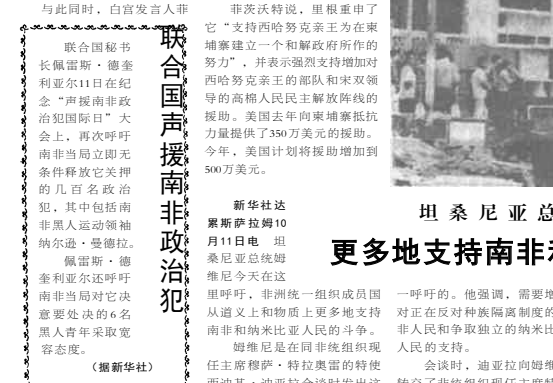 与此同时，白宫发言人菲
联合国声援南非政治犯
联合国秘书
长佩雷斯·德奎
利亚尔11日在纪
念“声援南非政
治犯国际日”大
会上，再次呼吁
南非当局立即无
条件释放它关押
的几百名政治
犯，其中包括南
非黑人运动领袖
纳尔逊·曼德拉。
佩雷斯·德
奎利亚尔还呼吁
南非当局对它决
意要处决的6名
黑人青年采取宽
容态度。
（据新华社）
菲茨沃特说，里根重申了
它“支持西哈努克亲王为在柬
埔寨建立一个和解政府所作的
努力”，并表示强烈支持增加对
西哈努克亲王的部队和宋双领
导的高棉人民民主解放阵线的
援助。美国去年向柬埔寨抵抗
力量提供了350万美元的援助。
今年，美国计划将援助增加到
500万美元。
坦桑尼亚总
更多地支持南非
新华社达
累斯萨拉姆10
月11日电 坦
桑尼亚总统姆
维尼今天在这
里呼吁，非洲统一组织成员国
从道义上和物质上更多地支持
南非和纳米比亚人民的斗争。
姆维尼是在同非统组织现
任主席穆萨·特拉奥雷的特使
一呼吁的。他强调，需要增
对正在反对种族隔离制度的
非人民和争取独立的纳米比
人民的支持。
会谈时，迪亚拉向姆维